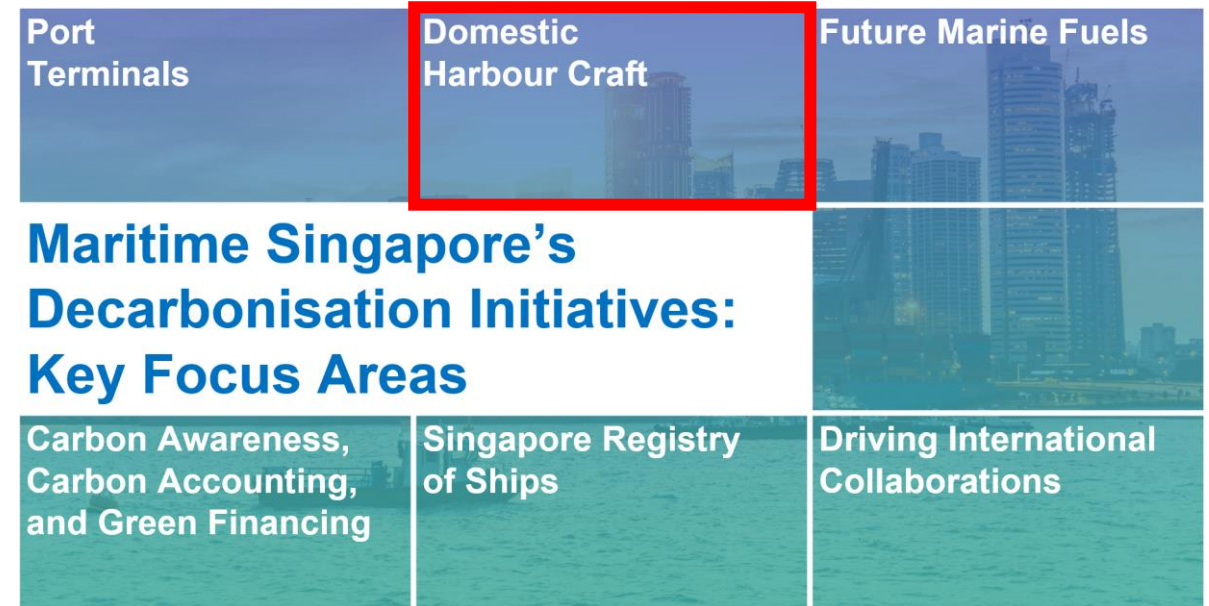 Port
Terminals
Domestic
Harbour Craft
Future Marine Fuels
Maritime Singapore’s
Decarbonisation Initiatives:
Key Focus Areas
Carbon Awareness,
Carbon Accounting,
and Green Financing
Singapore Registry
of Ships
Driving International
Collaborations